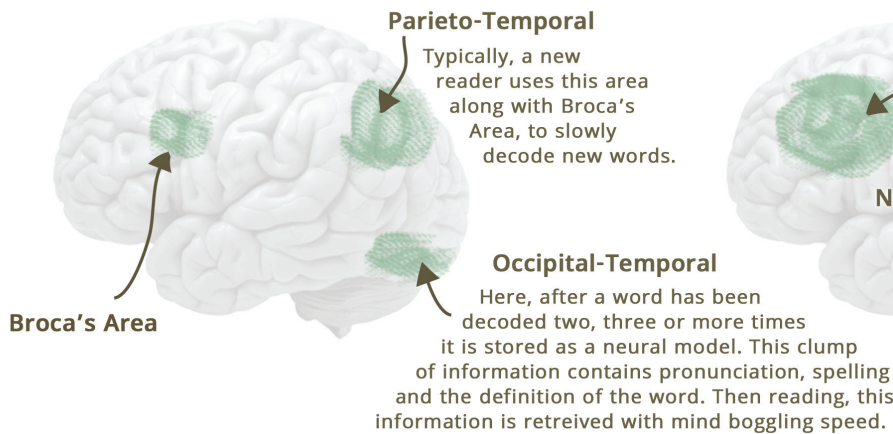 Parieto-Temporal
Typically, a new
reader uses this area
along with Broca's
Area, to slowly
decode new words.
Broca's Area
Occipital-Temporal
Here, after a word has been
decoded two, three or more times
it is stored as a neural model. This clump
of information contains pronunciation, spelling
and the definition of the word. Then reading, this
information is retreived with mind boggling speed.